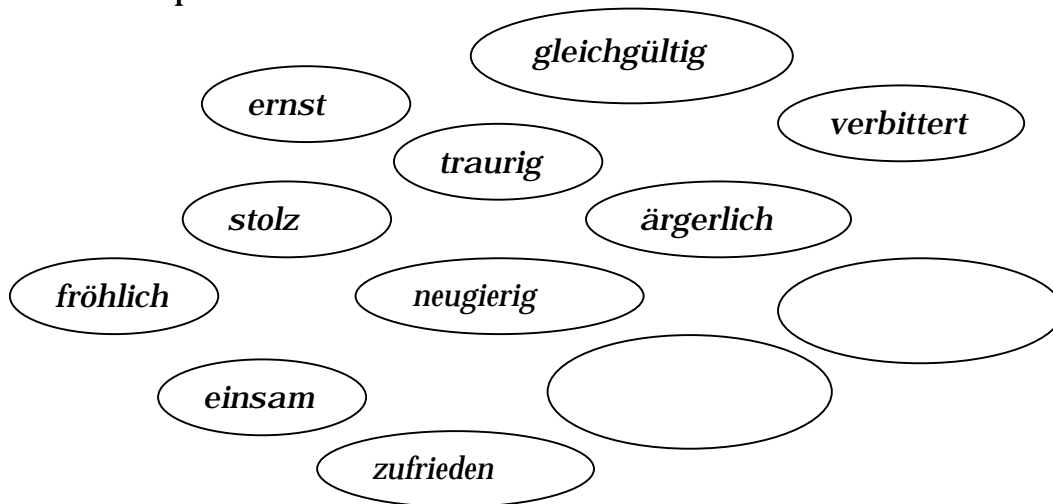 gleichgültig
ernst
verbittert
traurig
stolz
ärgerlich
fröhlich
neugierig
einsam
zufrieden